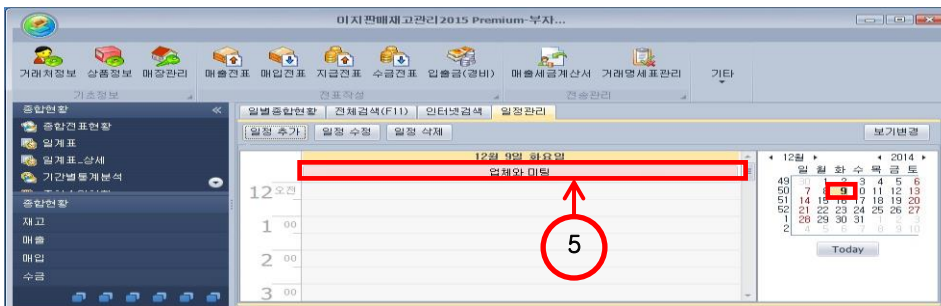 이지판매재고관리2015 Premium-부자...
거래처정보 상품정보 매장관리 매출전표 매입전표 지급전표 수금전표 입출금(경비) 매출세금계산서 거래명세표관리 기타
기초정보 전표작성 전송관리
종합현황
종합전표현황
일계표
일계표_상세
기간별통계분석
종합현황
재고
매출
매입
수금
일별종합현황 전체검색(F11) 인터넷검색 일정관리
일정 추가 일정 수정 일정 삭제 보기변경
12월 9일 화요일
업체와 미팅
12 오전
1 00
2 00
3 00
5
12월 2014
일 월 화 수 목 금 토
49 30 1 2 3 4 5 6
50 7 8 9 10 11 12 13
51 14 15 16 17 18 19 20
52 21 22 23 24 25 26 27
1 28 29 30 31 1 2 3
2 4 5 6 7 8 9 10
Today